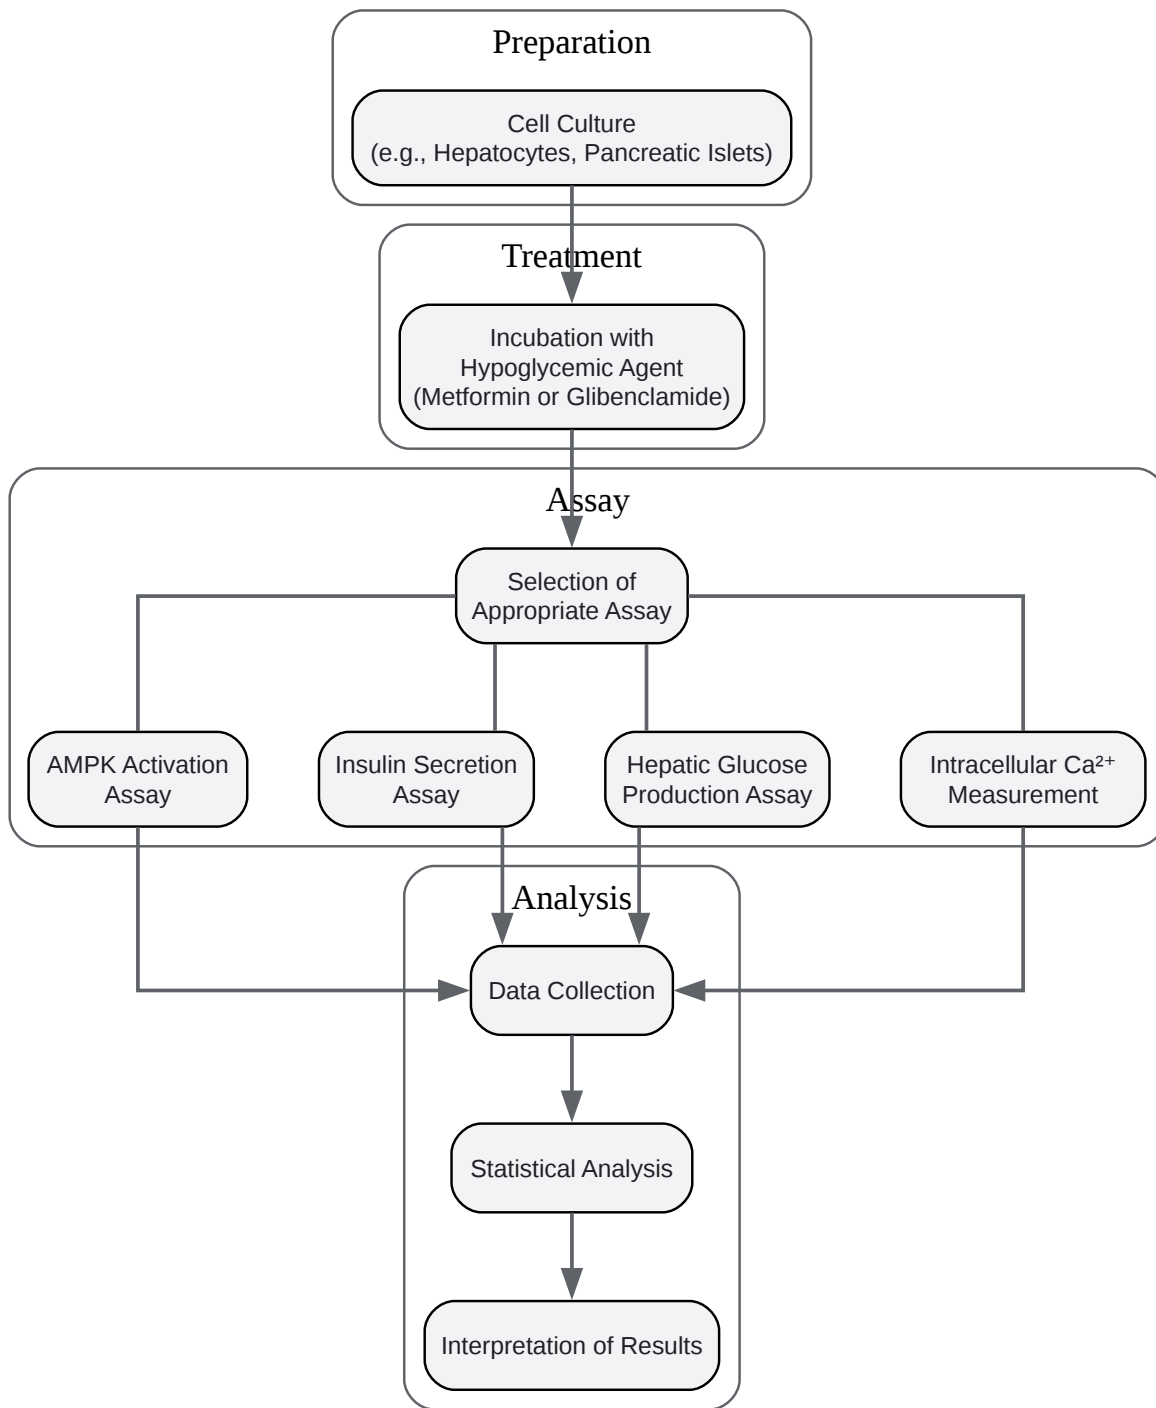 Preparation
Cell Culture
(e.g., Hepatocytes, Pancreatic Islets)
Treatment
Incubation with
Hypoglycemic Agent
(Metformin or Glibenclamide)
Assay
Selection of
Appropriate Assay
AMPK Activation
Assay
Insulin Secretion
Assay
Hepatic Glucose
Production Assay
Intracellular Ca²⁺
Measurement
Analysis
Data Collection
Statistical Analysis
Interpretation of Results